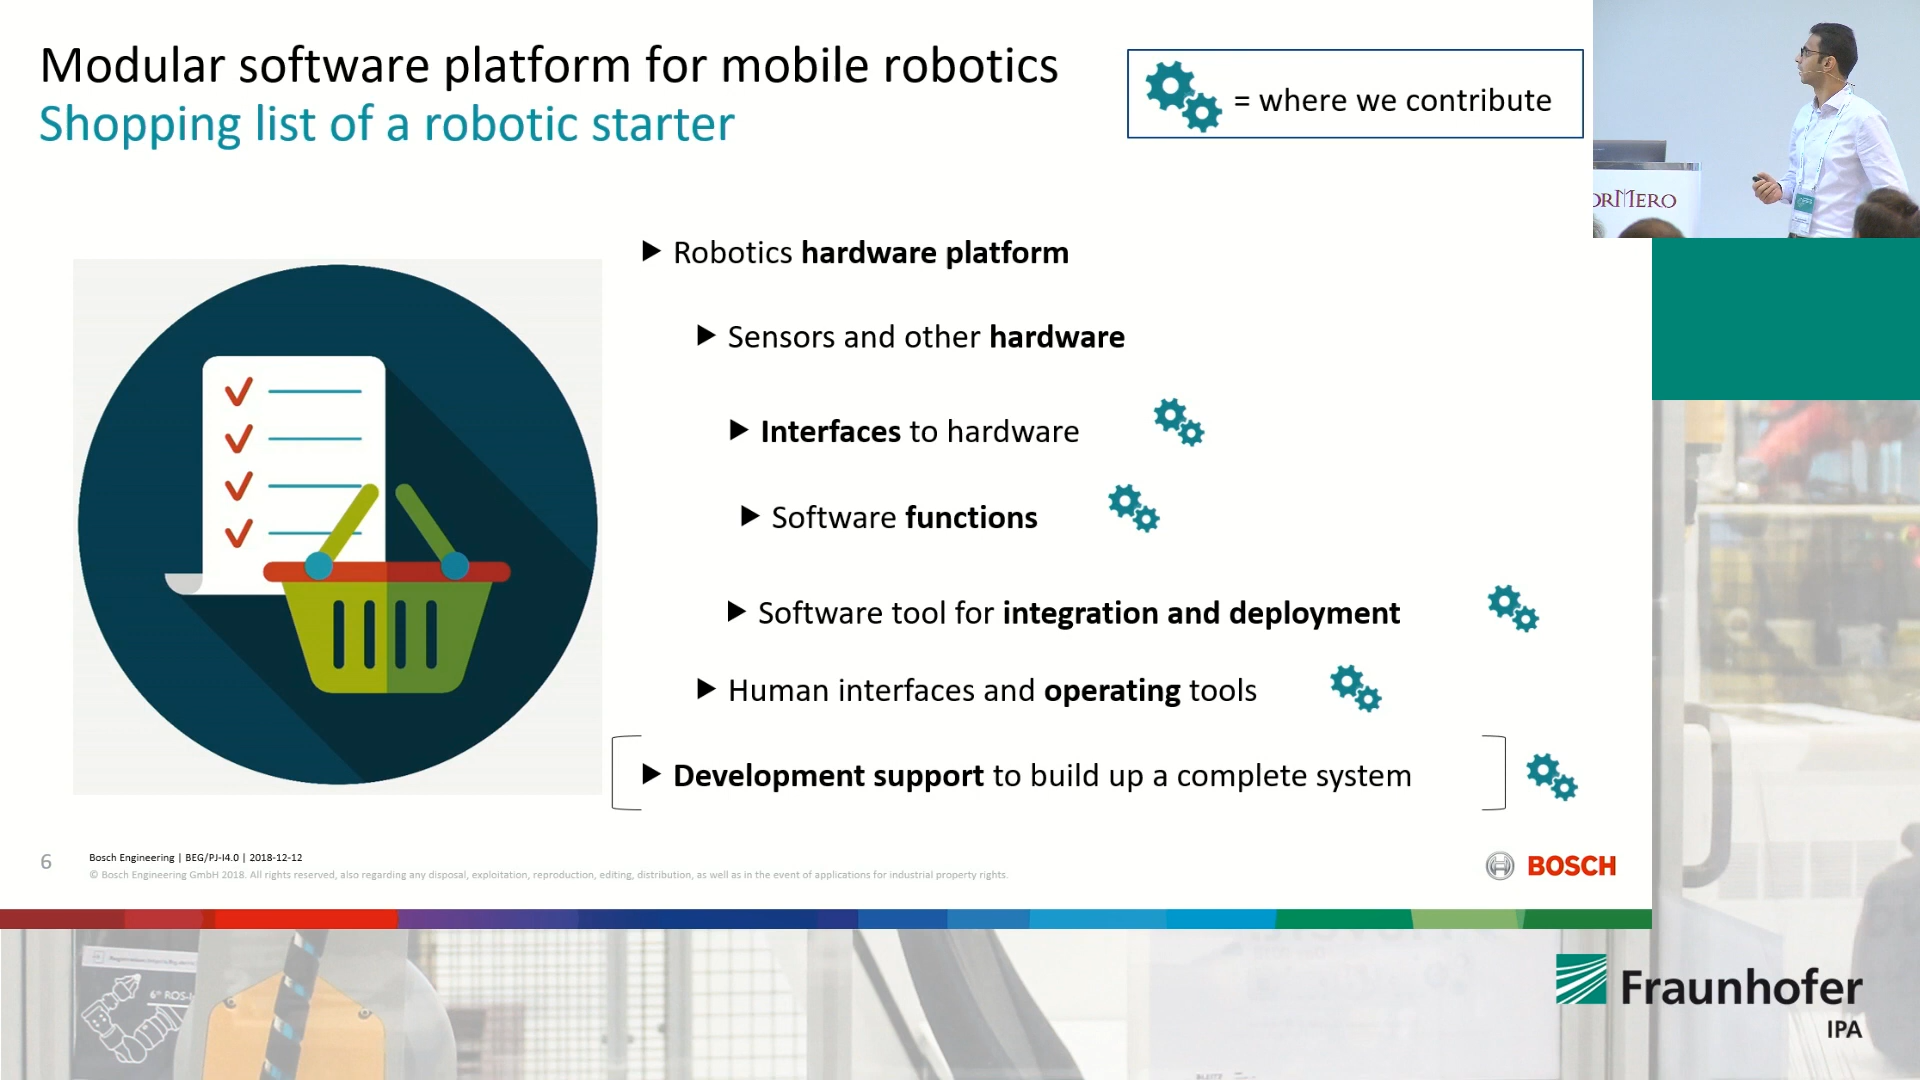 Modular software platform for mobile robotics
Shopping list of a robotic starter
= where we contribute
ORMERO
Robotics hardware platform
Sensors and other hardware
Interfaces to hardware
Software functions
Software tool for integration and deployment
Human interfaces and operating tools
Development support to build up a complete system
6
Bosch Engineering | BEG/PJ-I4.0 | 2018-12-12
© Bosch Engineering GmbH 2018. All rights reserved, also regarding any disposal, exploitation, reproduction, editing, distribution, as well as in the event of applications for industrial property rights.
BOSCH
6th ROS-I
Fraunhofer
IPA